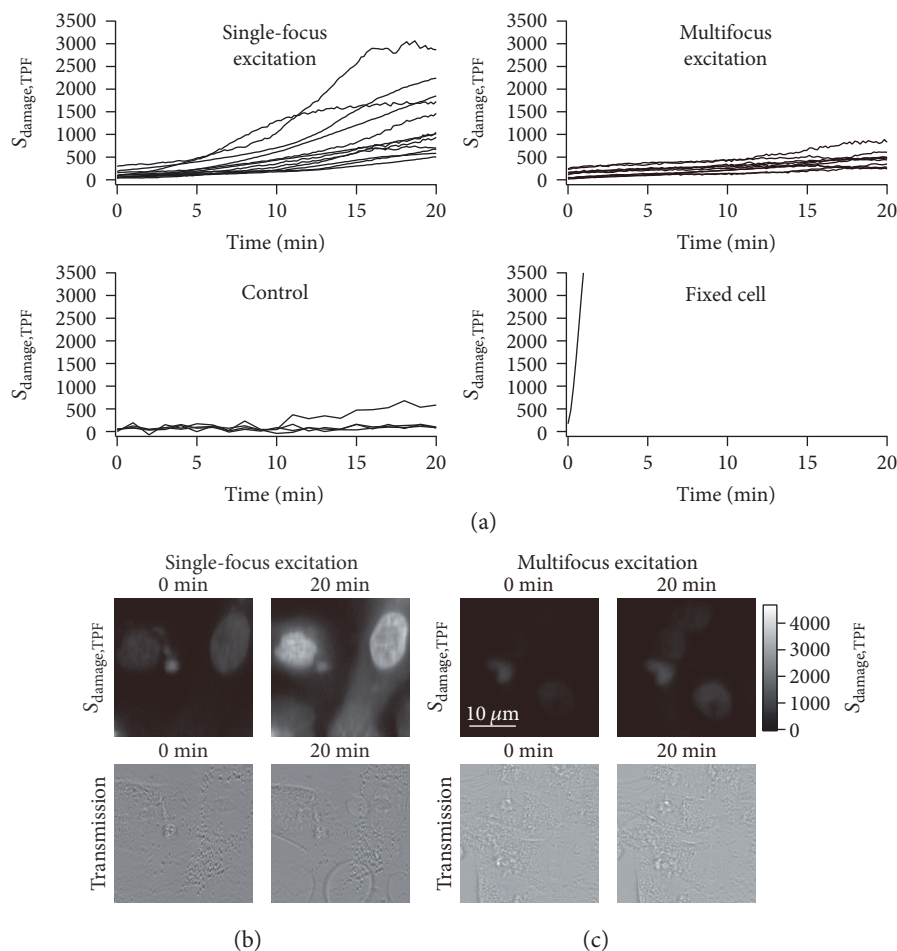 Single-focus
excitation
S_damage,TPF
3500
3000
2500
2000
1500
1000
500
0
0 5 10 15 20
Time (min)
Multifocus
excitation
S_damage,TPF
3500
3000
2500
2000
1500
1000
500
0
0 5 10 15 20
Time (min)
Control
S_damage,TPF
3500
3000
2500
2000
1500
1000
500
0
0 5 10 15 20
Time (min)
Fixed cell
S_damage,TPF
3500
3000
2500
2000
1500
1000
500
0
0 5 10 15 20
Time (min)
(a)
Single-focus excitation
0 min 20 min
S_damage,TPF
0 min 20 min
Transmission
(b)
Multifocus excitation
0 min 20 min
S_damage,TPF
10 μm
4000
3000
2000
1000
0
S_damage,TPF
0 min 20 min
Transmission
(c)